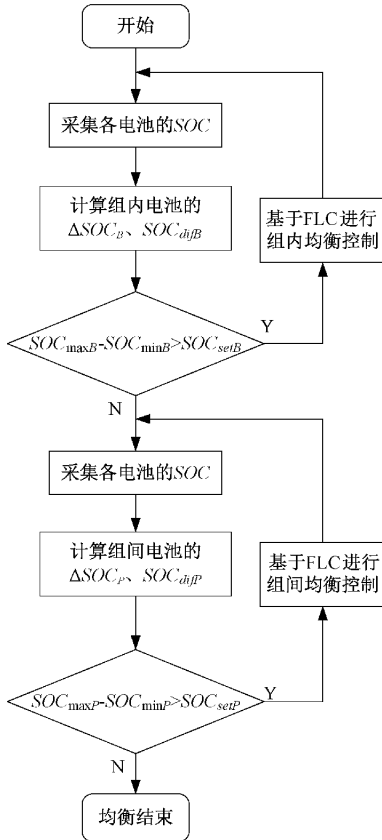 开始
采集各电池的SOC
计算组内电池的
ΔSOC_B、SOC_difB
基于FLC进行
组内均衡控制
SOC_maxB-SOC_minB>SOC_setB
Y
N
采集各电池的SOC
计算组间电池的
ΔSOC_P、SOC_difP
基于FLC进行
组间均衡控制
SOC_maxP-SOC_minP>SOC_setP
Y
N
均衡结束